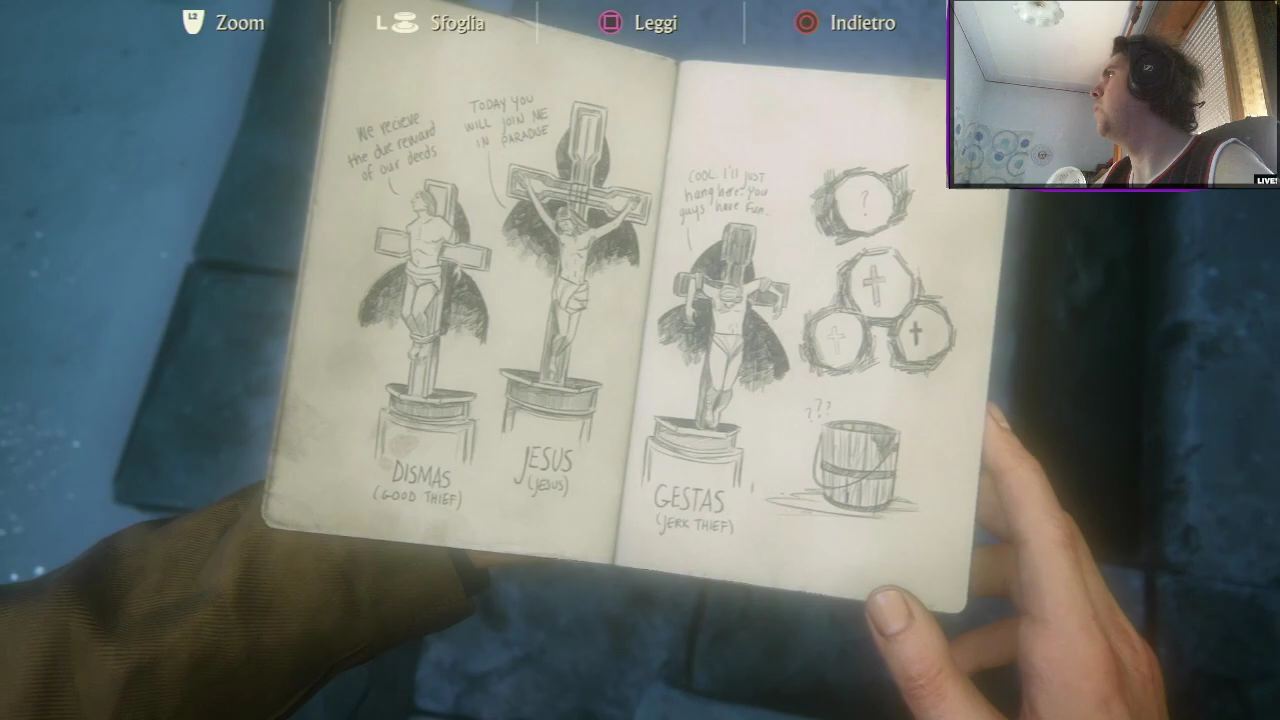 L2 Zoom
L Sfoglia
Leggi
Indietro
We recieve
the due reward
of our deeds
TODAY YOU
WILL JOIN ME
IN PARADISE
COOL. I'll just
hang here. You
guys have fun..
?
???
DISMAS
(GOOD THIEF)
JESUS
(JESUS)
GESTAS
(JERK THIEF)
LIVE